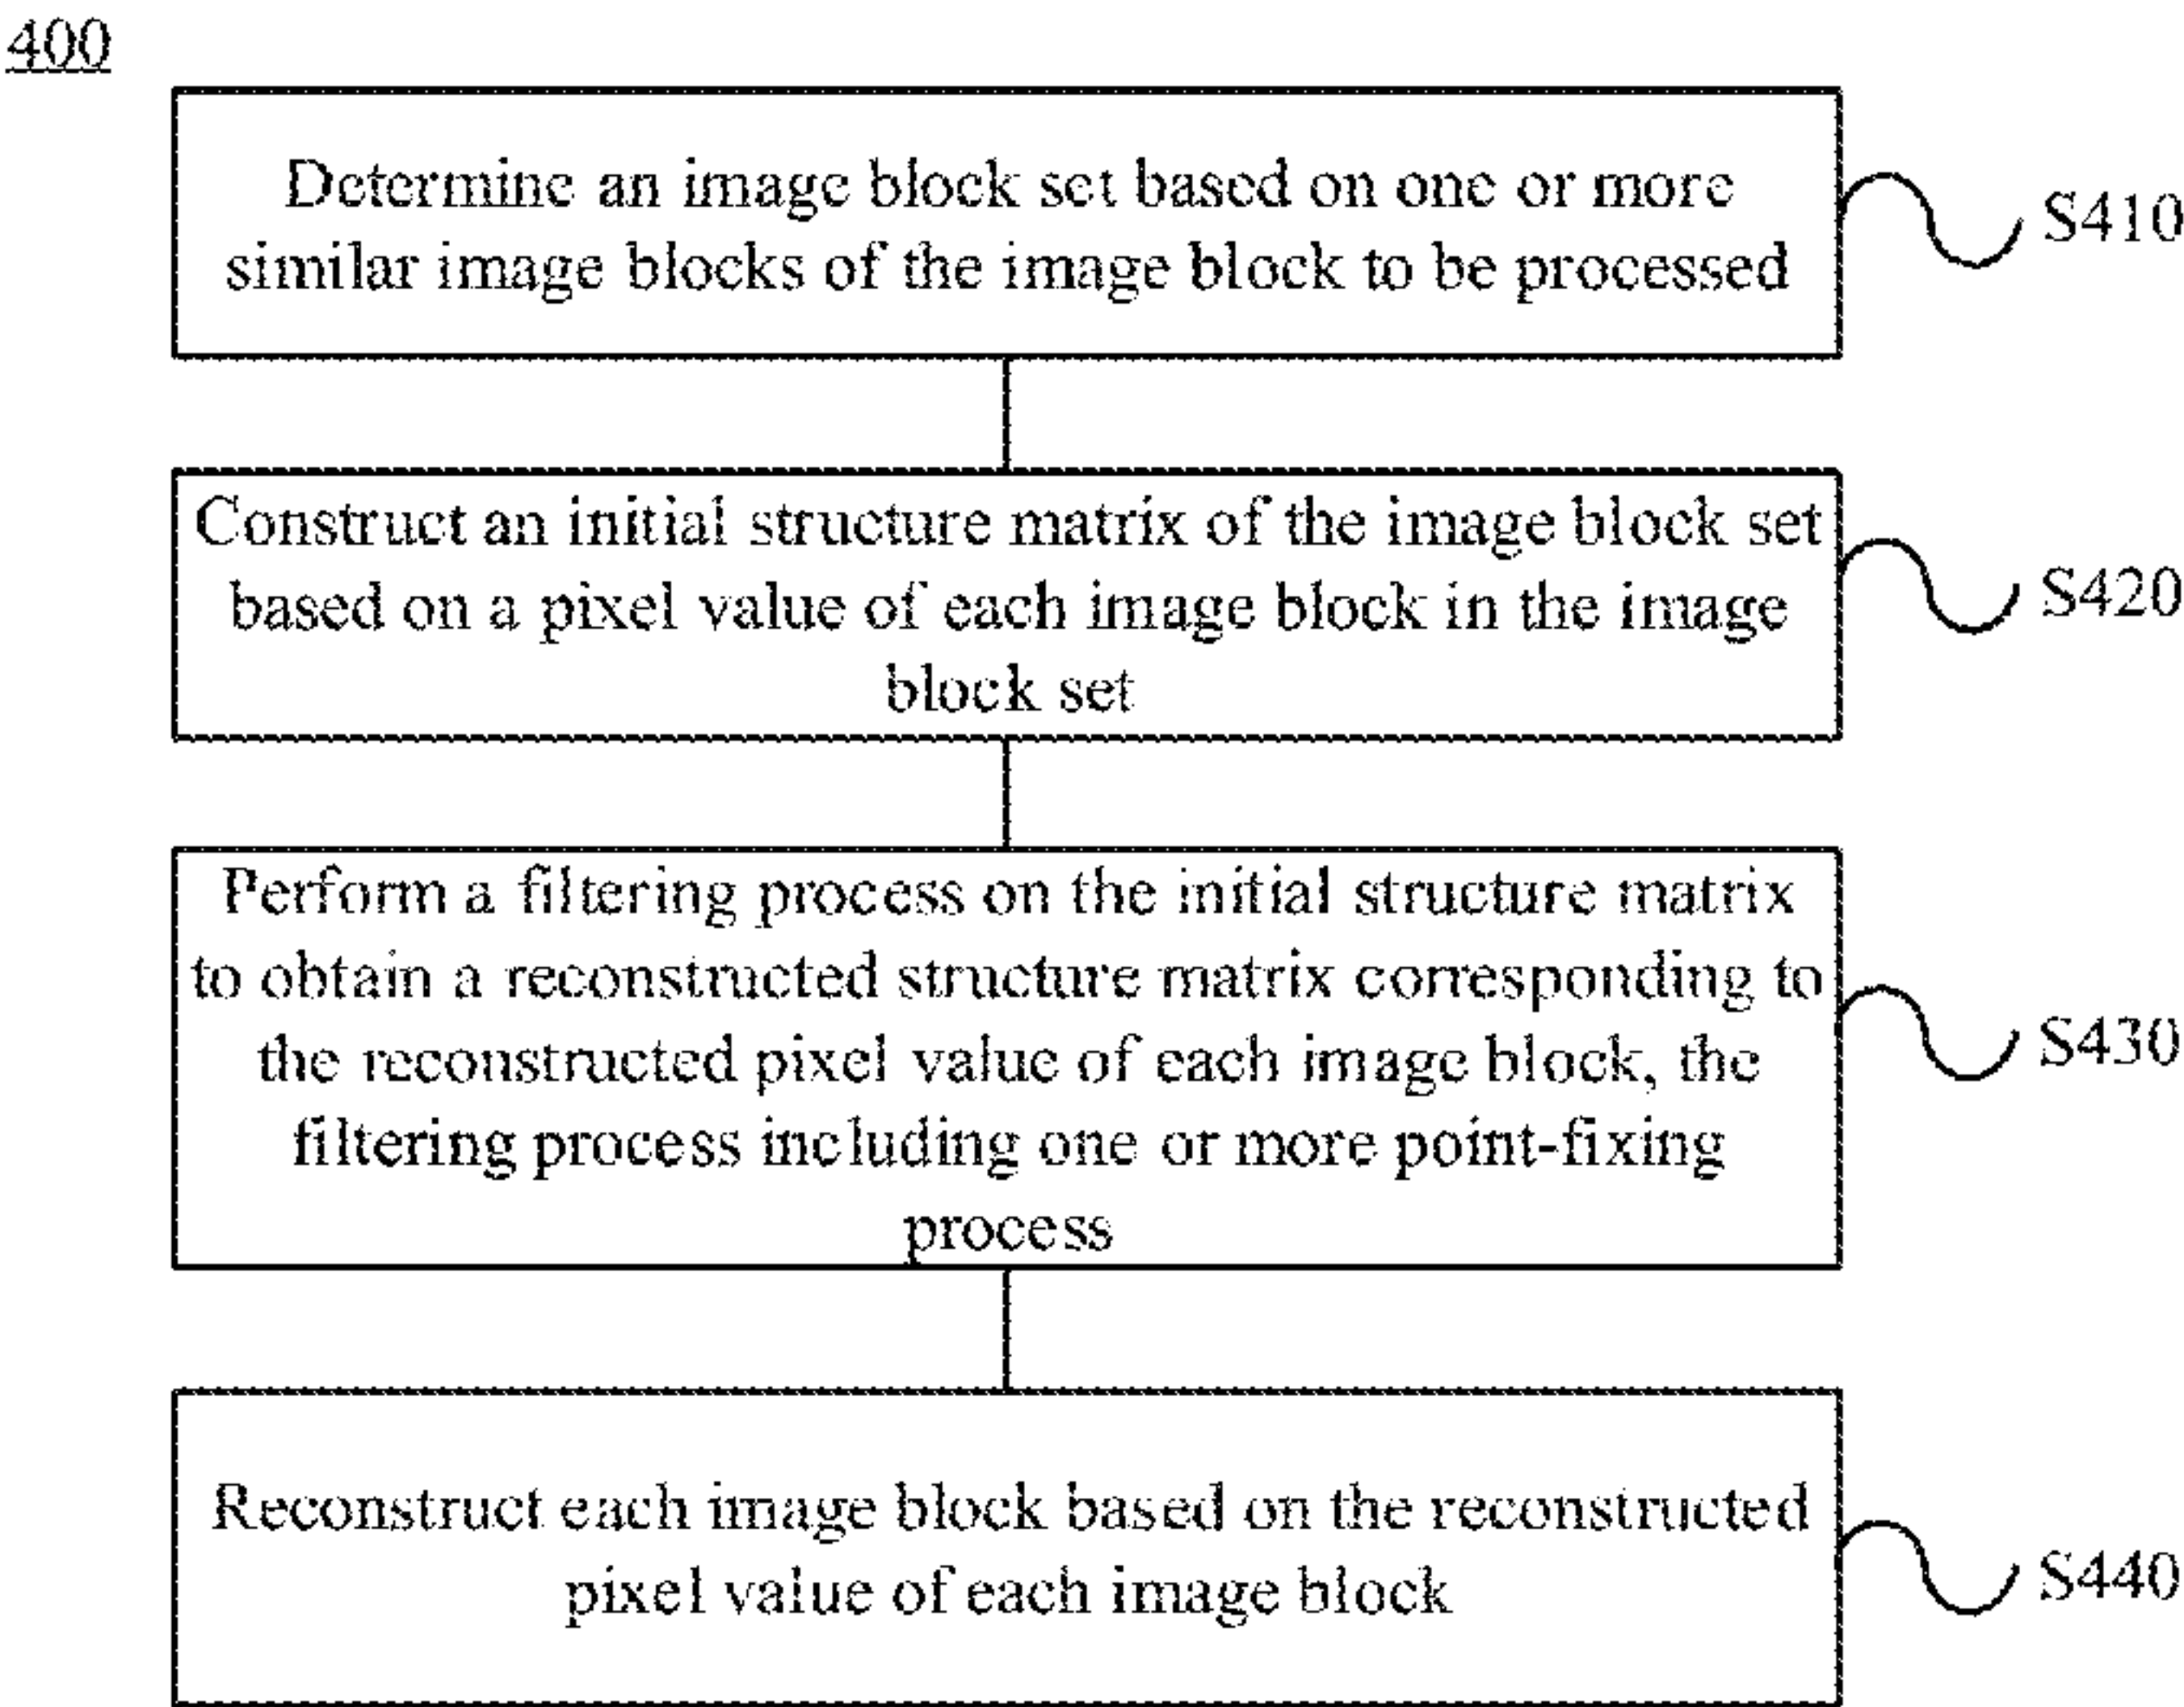 400
Determine an image block set based on one or more
similar image blocks of the image block to be processed
S410
Construct an initial structure matrix of the image block set
based on a pixel value of each image block in the image
block set
S420
Perform a filtering process on the initial structure matrix
to obtain a reconstructed structure matrix corresponding to
the reconstructed pixel value of each image block, the
filtering process including one or more point-fixing
process
S430
Reconstruct each image block based on the reconstructed
pixel value of each image block
S440